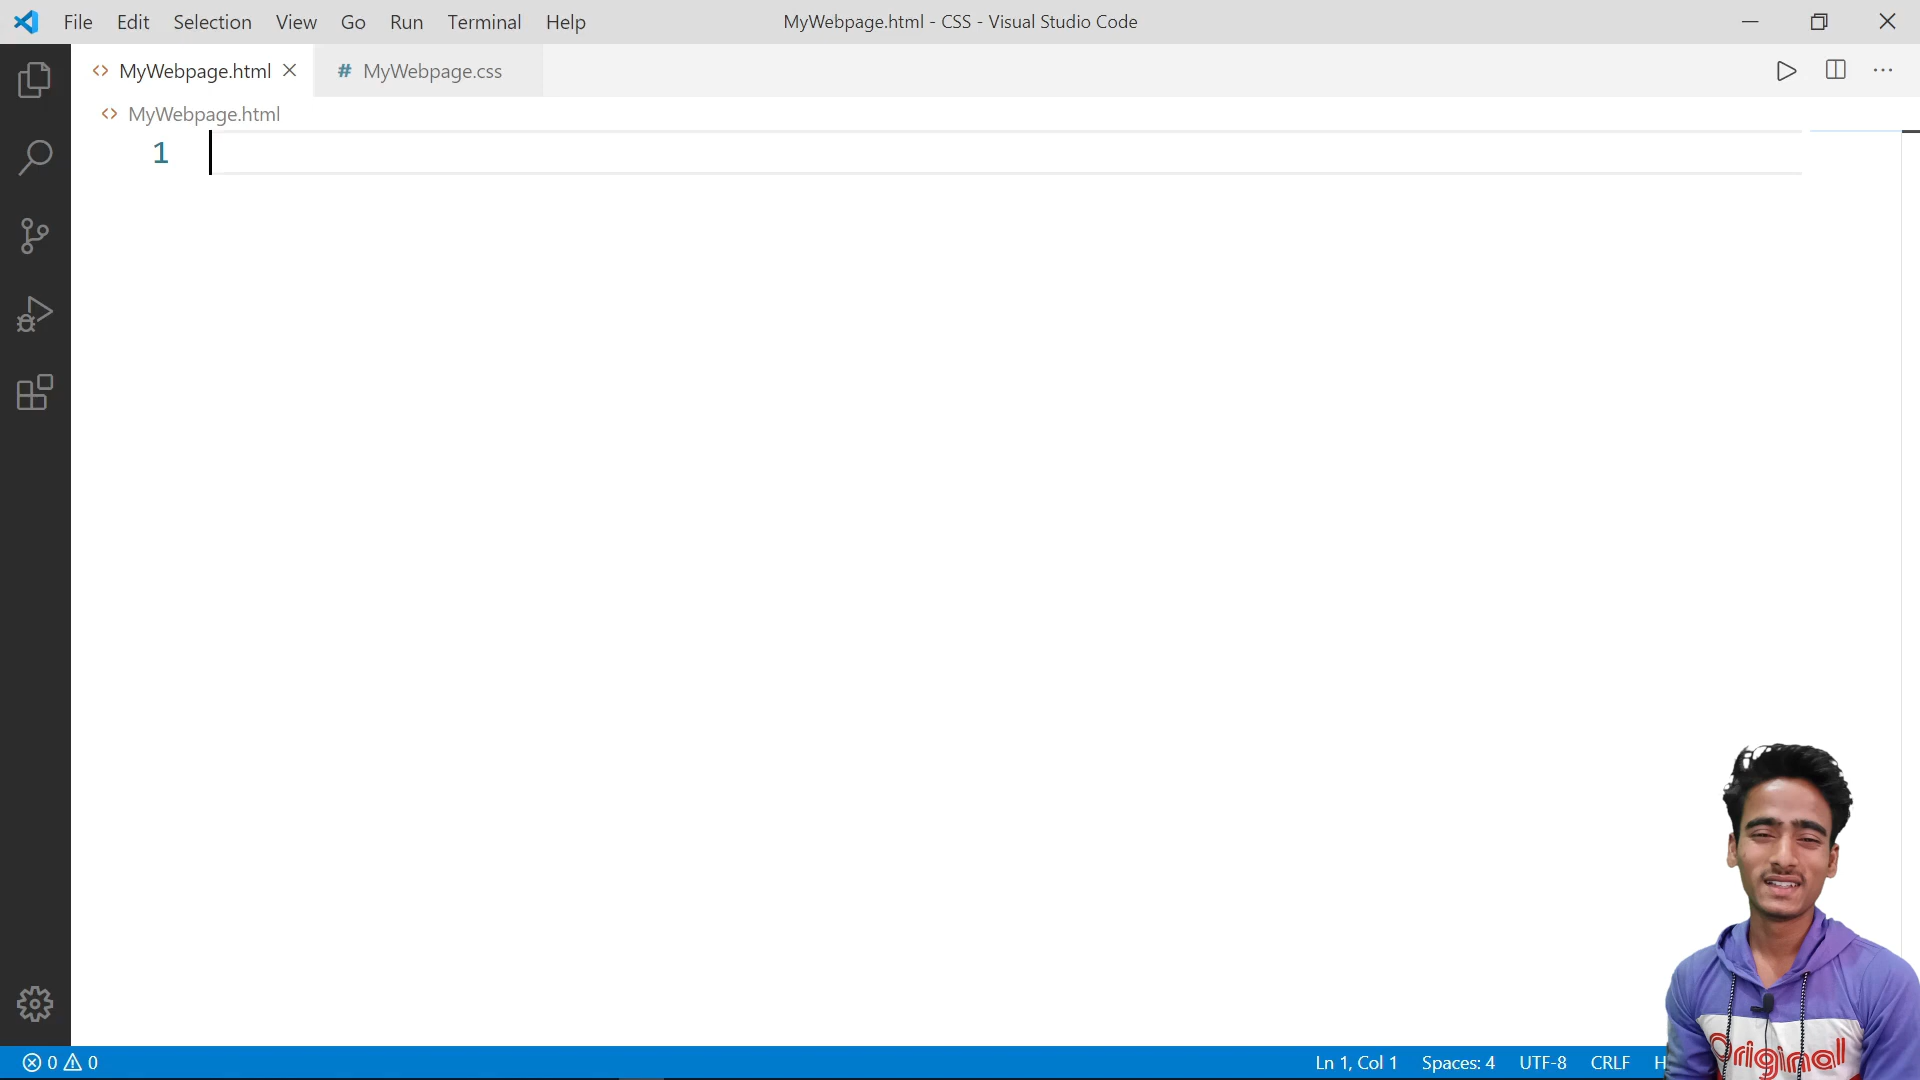 File Edit Selection View Go Run Terminal Help MyWebpage.html - CSS - Visual Studio Code
MyWebpage.html # MyWebpage.css
MyWebpage.html
1
0 0 Ln 1, Col 1 Spaces: 4 UTF-8 CRLF H
Original